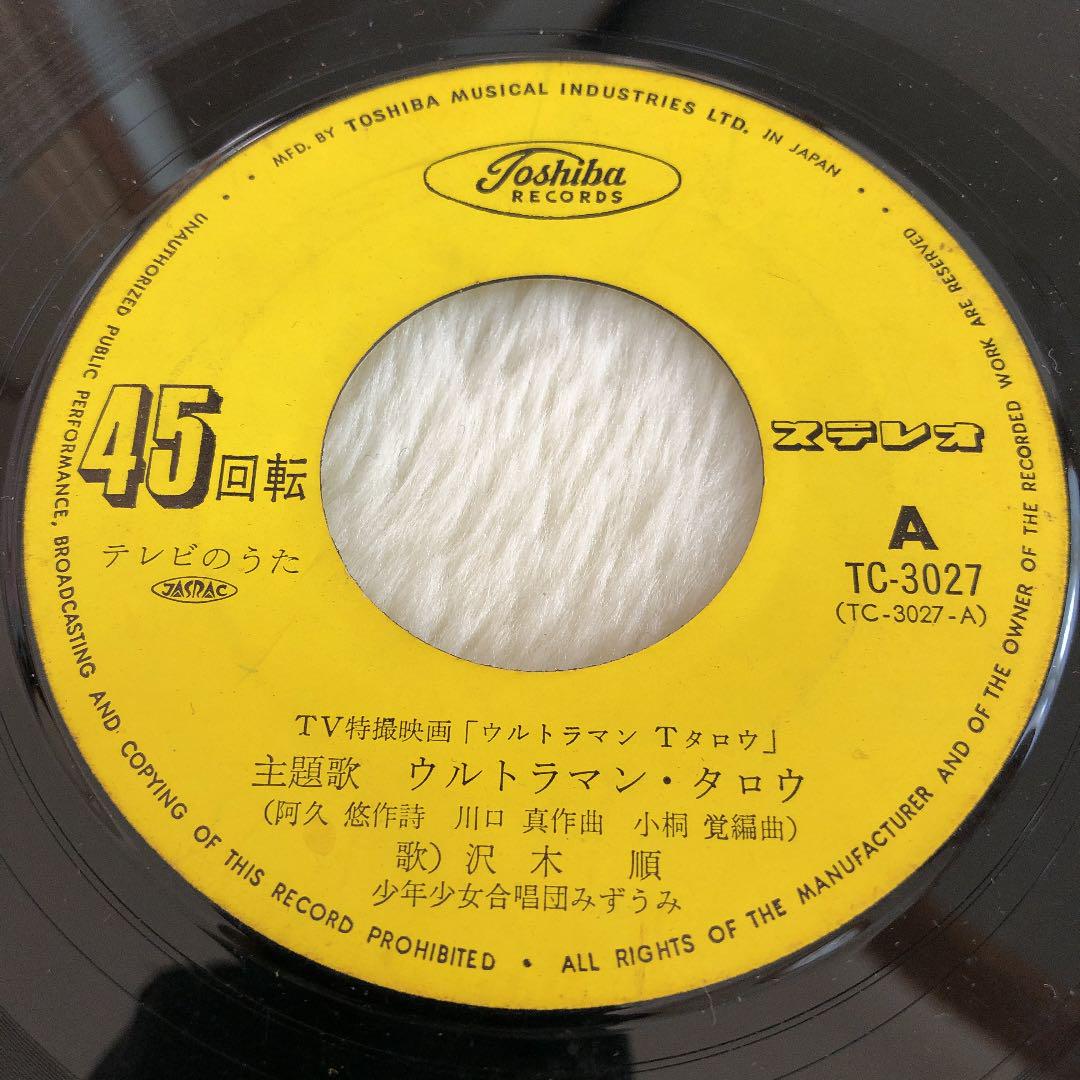 MFD. BY TOSHIBA MUSICAL INDUSTRIES LTD. IN JAPAN
Toshiba
RECORDS
45回転
ステレオ
テレビのうた
JASRAC
A
TC-3027
(TC-3027-A)
TV特撮映画「ウルトラマン Tタロウ」
主題歌 ウルトラマン・タロウ
(阿久 悠作詩 川口 真作曲 小桐 覚編曲)
歌) 沢木 順
少年少女合唱団みずうみ
UNAUTHORIZED PUBLIC PERFORMANCE, BROADCASTING AND COPYING OF THIS RECORD PROHIBITED • ALL RIGHTS OF THE MANUFACTURER AND OF THE OWNER OF THE RECORDED WORK ARE RESERVED